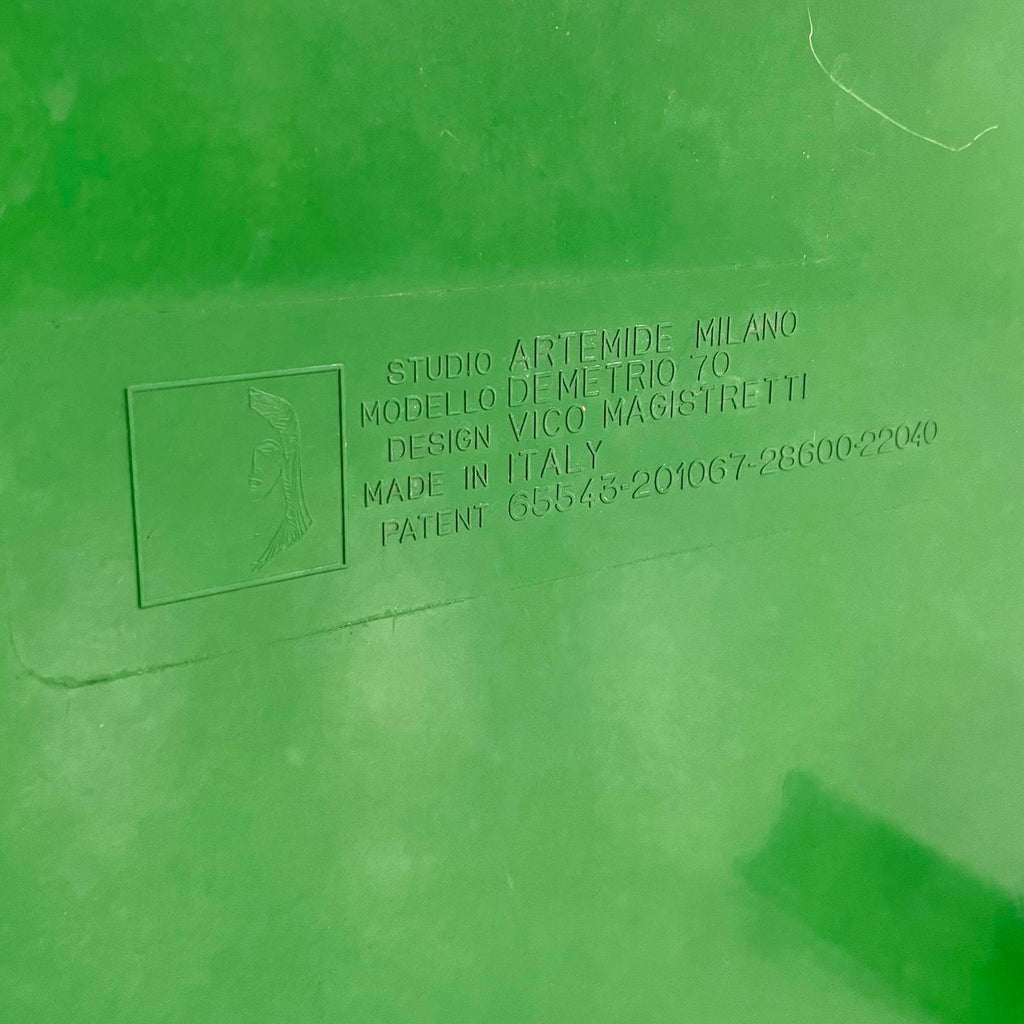 STUDIO ARTEMIDE MILANO
MODELLO DEMETRIO 70
DESIGN VICO MAGISTRETTI
MADE IN ITALY
PATENT 65543-201067-28600-22040